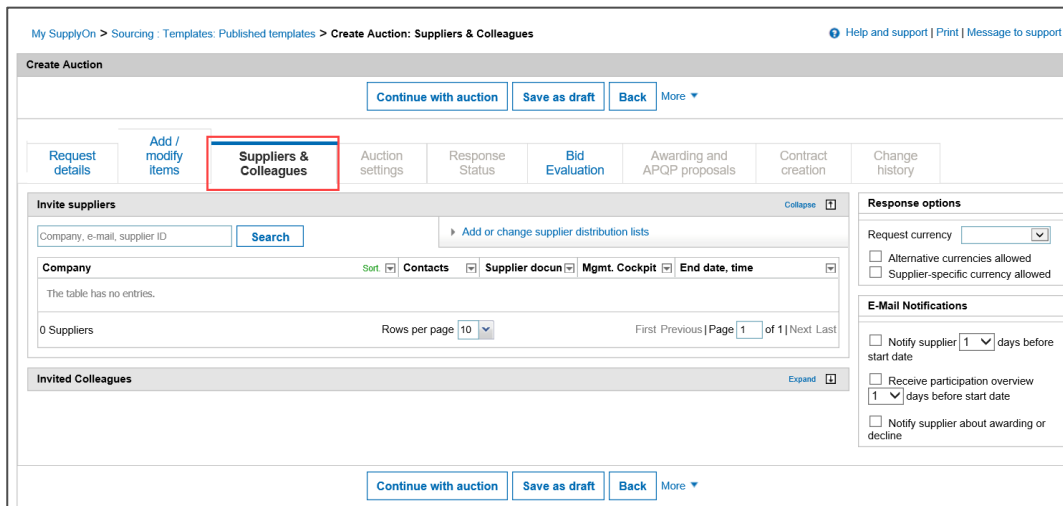 My SupplyOn > Sourcing : Templates: Published templates > Create Auction: Suppliers & Colleagues
Help and support | Print | Message to support
Create Auction
Continue with auction Save as draft Back More
Request details
Add / modify items
Suppliers & Colleagues
Auction settings
Response Status
Bid Evaluation
Awarding and APQP proposals
Contract creation
Change history
Invite suppliers Collapse
Company, e-mail, supplier ID Search Add or change supplier distribution lists
Company Sort. Contacts Supplier docun Mgmt. Cockpit End date, time
The table has no entries.
0 Suppliers Rows per page 10 First Previous | Page 1 of 1 | Next Last
Invited Colleagues Expand
Response options
Request currency
Alternative currencies allowed
Supplier-specific currency allowed
E-Mail Notifications
Notify supplier 1 days before
start date
Receive participation overview
1 days before start date
Notify supplier about awarding or
decline
Continue with auction Save as draft Back More